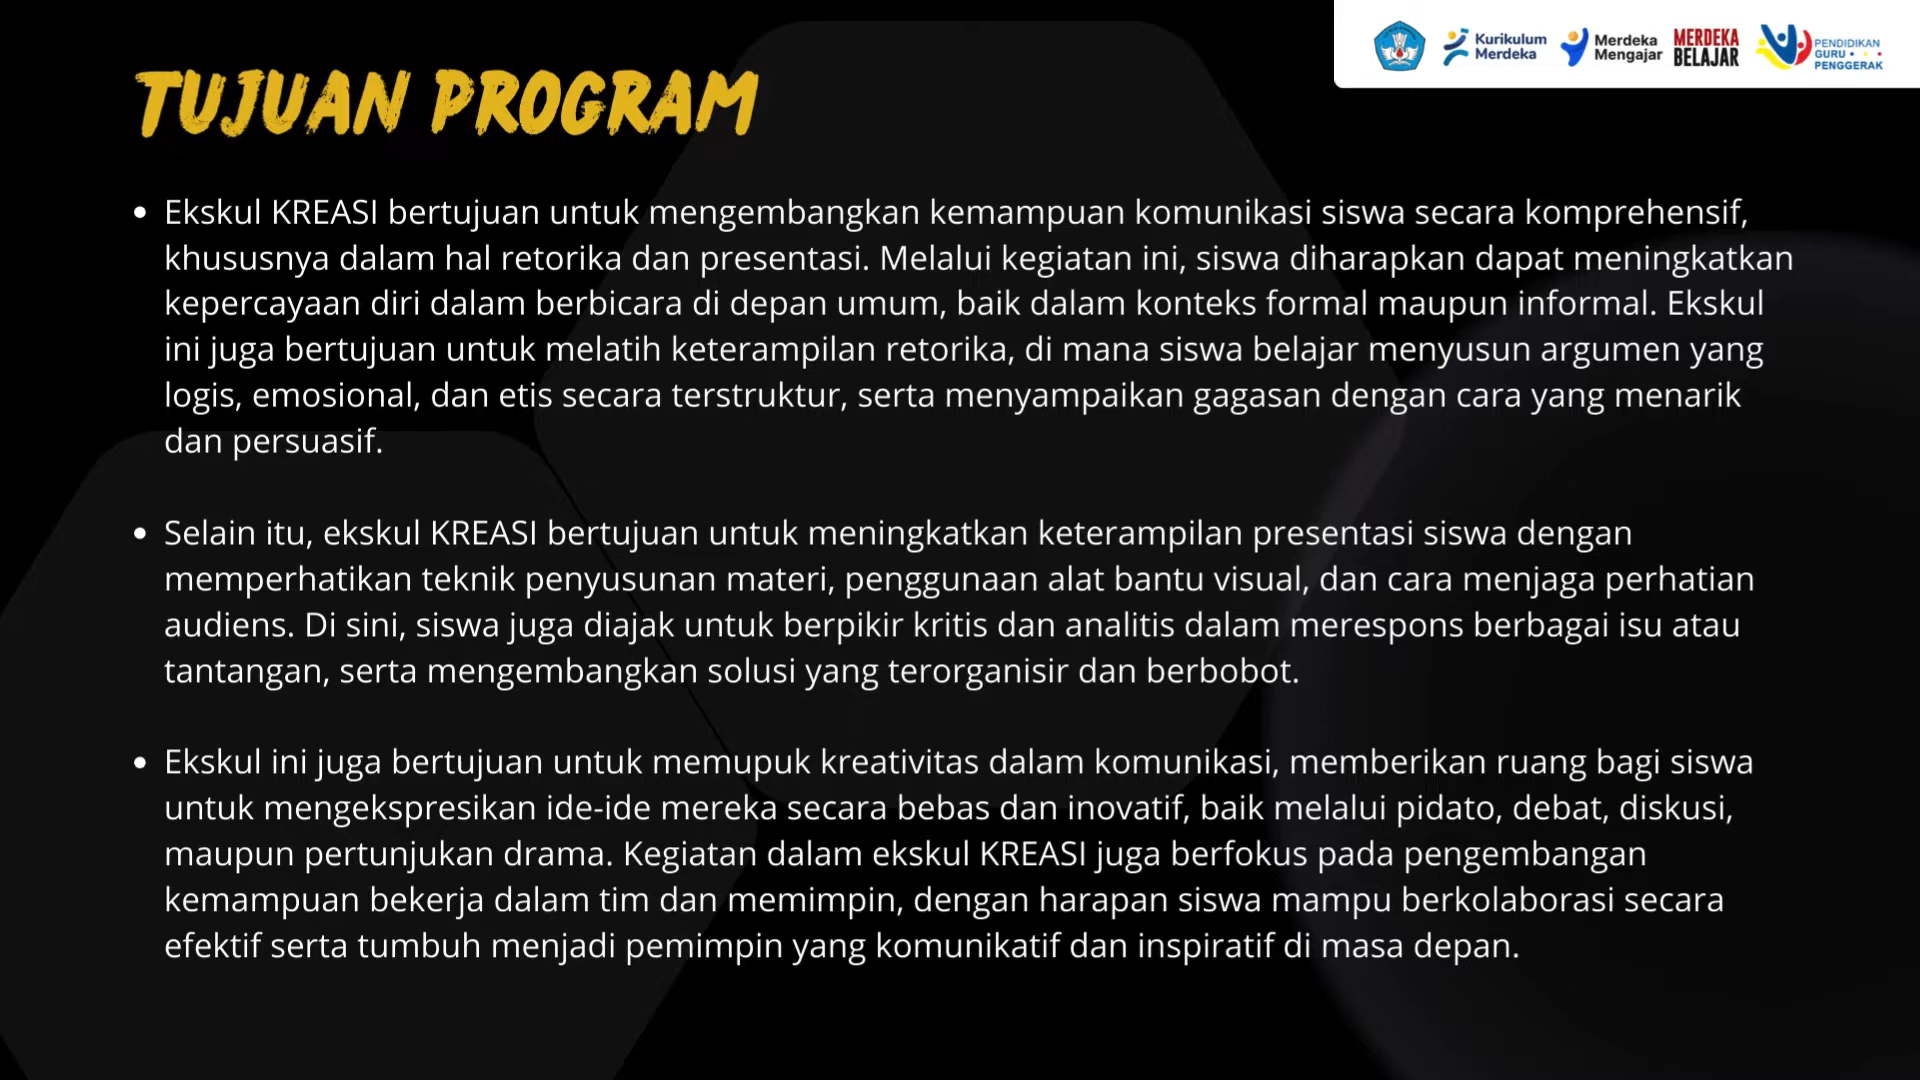 Kurikulum
Merdeka
Merdeka
Mengajar
MERDEKA
BELAJAR
PENDIDIKAN
GURU
PENGGERAK
TUJUAN PROGRAM
• Ekskul KREASI bertujuan untuk mengembangkan kemampuan komunikasi siswa secara komprehensif,
khususnya dalam hal retorika dan presentasi. Melalui kegiatan ini, siswa diharapkan dapat meningkatkan
kepercayaan diri dalam berbicara di depan umum, baik dalam konteks formal maupun informal. Ekskul
ini juga bertujuan untuk melatih keterampilan retorika, di mana siswa belajar menyusun argumen yang
logis, emosional, dan etis secara terstruktur, serta menyampaikan gagasan dengan cara yang menarik
dan persuasif.
• Selain itu, ekskul KREASI bertujuan untuk meningkatkan keterampilan presentasi siswa dengan
memperhatikan teknik penyusunan materi, penggunaan alat bantu visual, dan cara menjaga perhatian
audiens. Di sini, siswa juga diajak untuk berpikir kritis dan analitis dalam merespons berbagai isu atau
tantangan, serta mengembangkan solusi yang terorganisir dan berbobot.
• Ekskul ini juga bertujuan untuk memupuk kreativitas dalam komunikasi, memberikan ruang bagi siswa
untuk mengekspresikan ide-ide mereka secara bebas dan inovatif, baik melalui pidato, debat, diskusi,
maupun pertunjukan drama. Kegiatan dalam ekskul KREASI juga berfokus pada pengembangan
kemampuan bekerja dalam tim dan memimpin, dengan harapan siswa mampu berkolaborasi secara
efektif serta tumbuh menjadi pemimpin yang komunikatif dan inspiratif di masa depan.